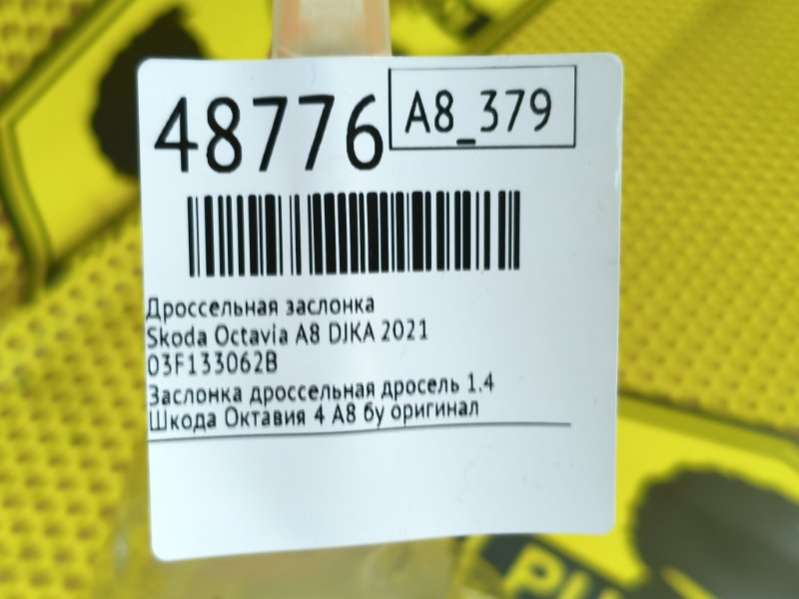 48776
A8_379
Дроссельная заслонка
Skoda Octavia A8 DJKA 2021
03F133062B
Заслонка дроссельная дросель 1.4
Шкода Октавия 4 А8 бу оригинал